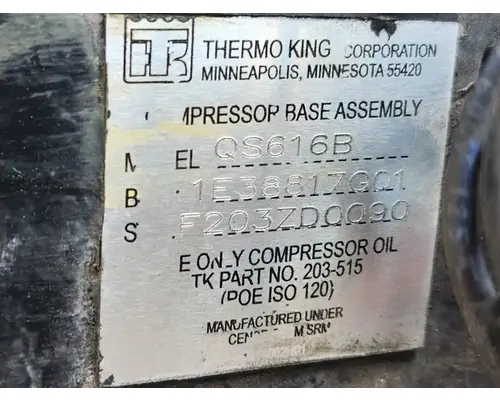 TK THERMO KING CORPORATION
MINNEAPOLIS, MINNESOTA 55420
MPRESSOR BASE ASSEMBLY
M EL QS616B
B 1E38817G01
S F203ZD0090
E ONLY COMPRESSOR OIL
TK PART NO. 203-515
(POE ISO 120)
MANUFACTURED UNDER